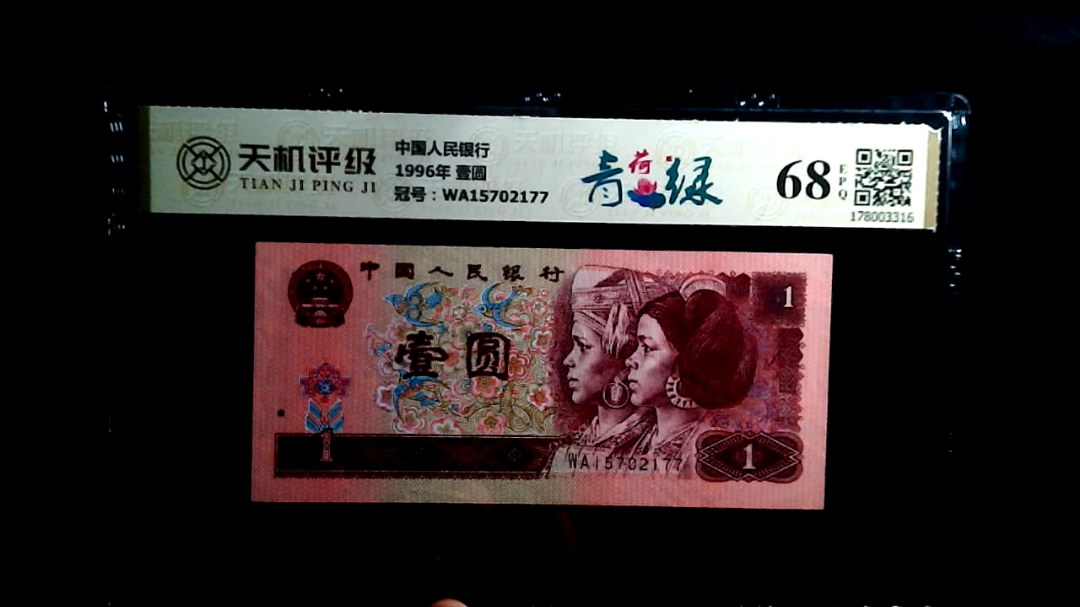 天机评级
TIAN JI PING JI
中国人民银行
1996年 壹圆
冠号：WA15702177
青荷绿
68
EPQ
178003316
中国人民银行
1
壹圆
1
1
WA15702177